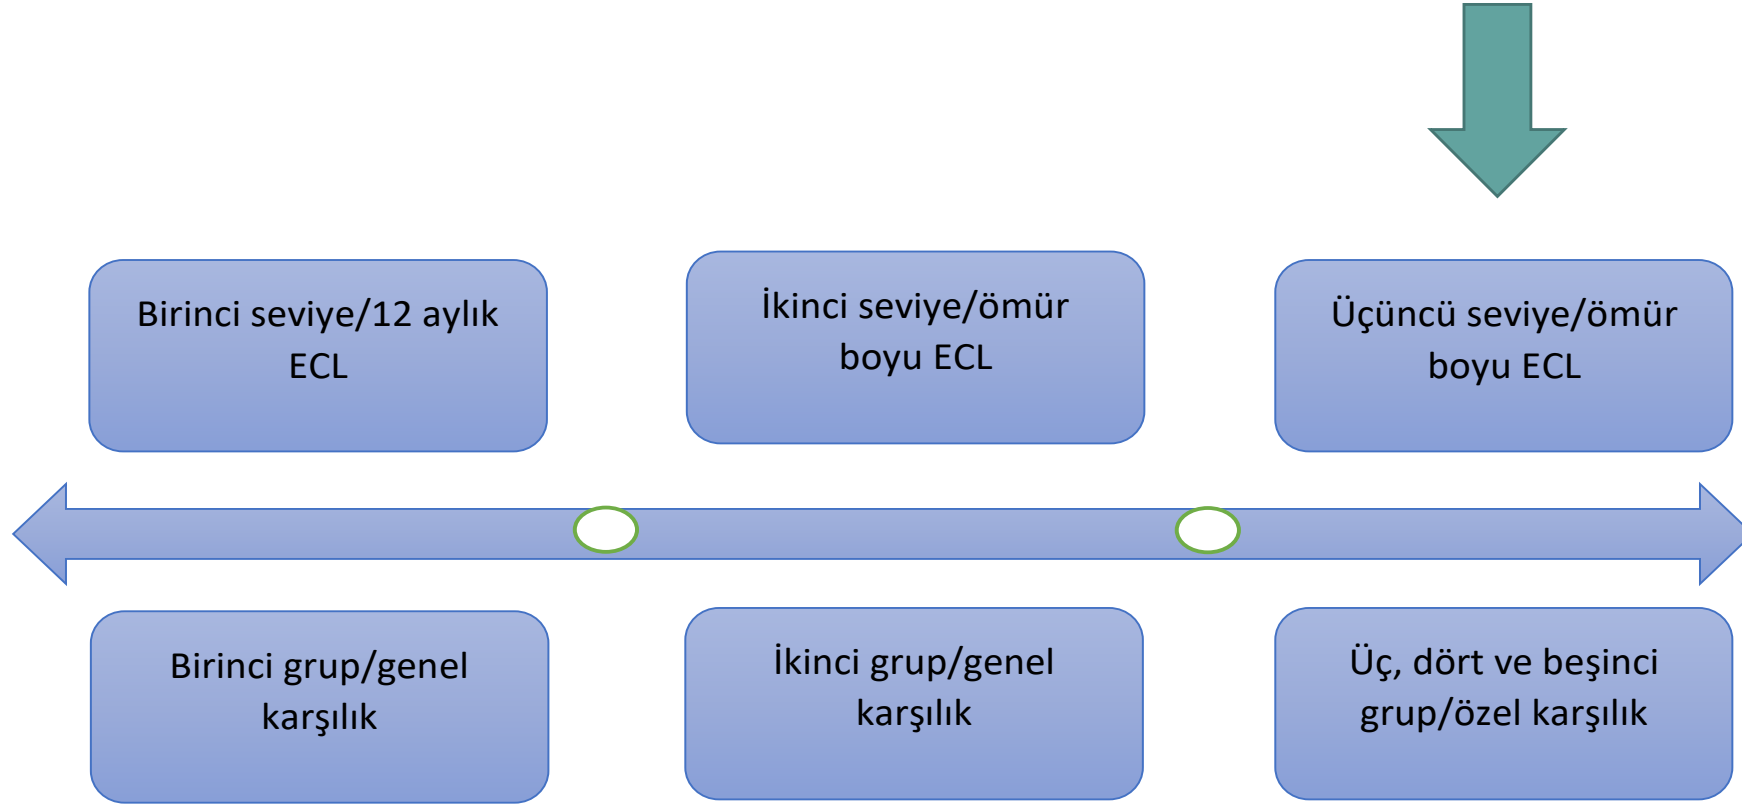 Birinci seviye/12 aylık
ECL
İkinci seviye/ömür
boyu ECL
Üçüncü seviye/ömür
boyu ECL
Birinci grup/genel
karşılık
İkinci grup/genel
karşılık
Üç, dört ve beşinci
grup/özel karşılık